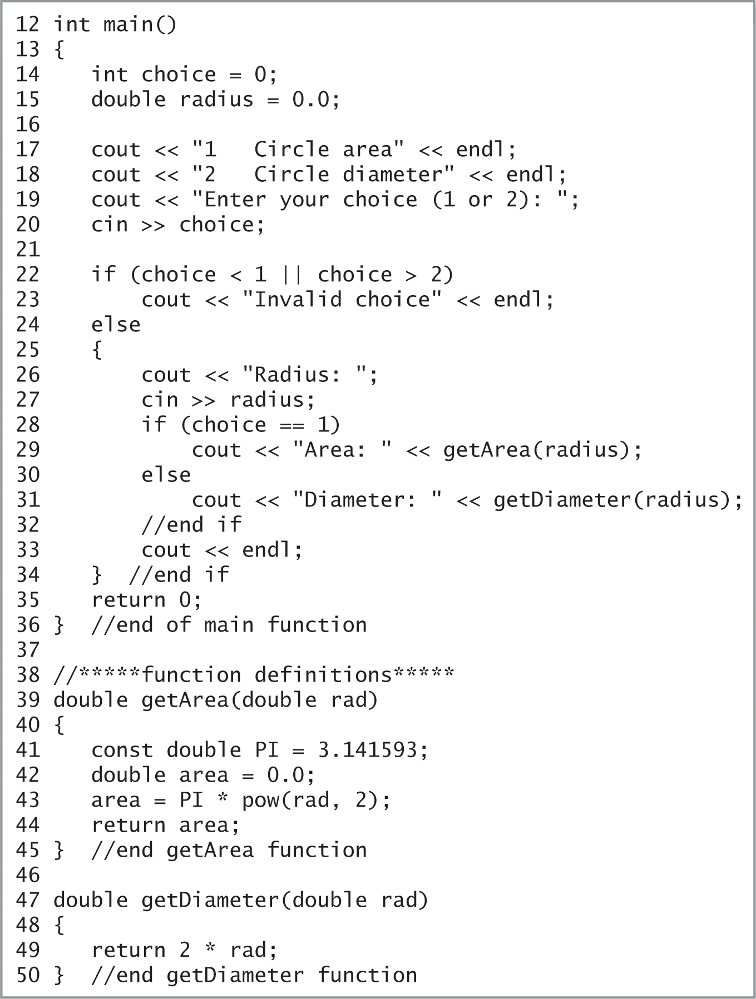 12 int main()
13 {
14    int choice = 0;
15    double radius = 0.0;
16
17    cout << "1   Circle area" << endl;
18    cout << "2   Circle diameter" << endl;
19    cout << "Enter your choice (1 or 2): ";
20    cin >> choice;
21
22    if (choice < 1 || choice > 2)
23        cout << "Invalid choice" << endl;
24    else
25    {
26        cout << "Radius: ";
27        cin >> radius;
28        if (choice == 1)
29            cout << "Area: " << getArea(radius);
30        else
31            cout << "Diameter: " << getDiameter(radius);
32        //end if
33        cout << endl;
34    }  //end if
35    return 0;
36 }  //end of main function
37
38 //*****function definitions*****
39 double getArea(double rad)
40 {
41    const double PI = 3.141593;
42    double area = 0.0;
43    area = PI * pow(rad, 2);
44    return area;
45 }  //end getArea function
46
47 double getDiameter(double rad)
48 {
49    return 2 * rad;
50 }  //end getDiameter function